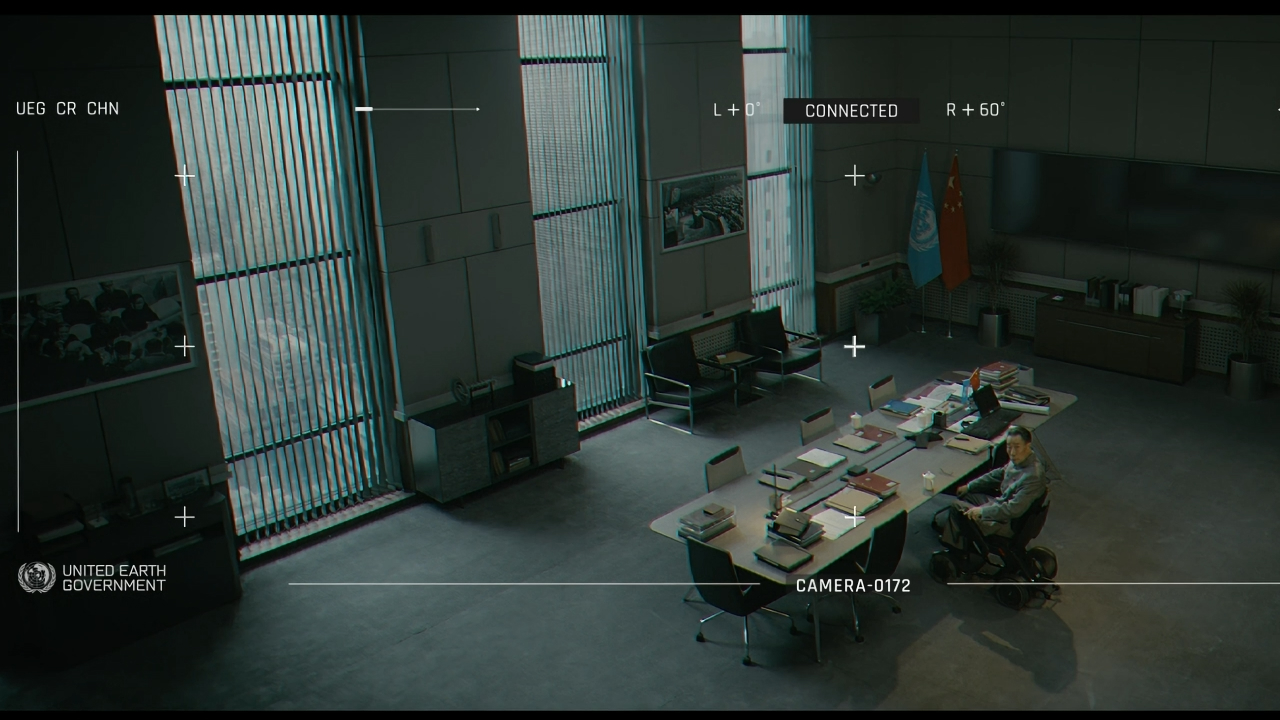 UEG CR CHN
L + 0°
CONNECTED
R + 60°
UNITED EARTH
GOVERNMENT
CAMERA-0172